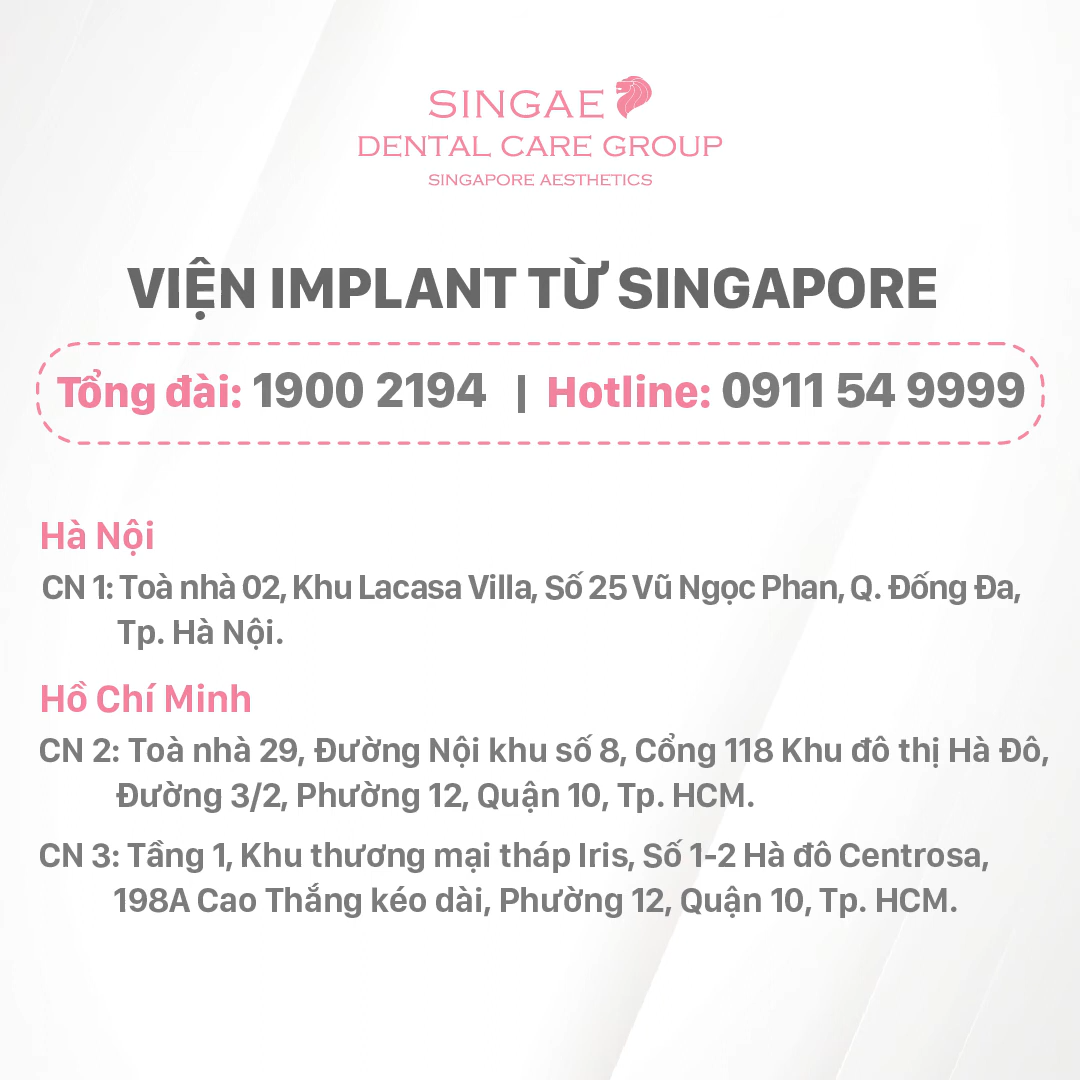 SINGAE
DENTAL CARE GROUP
SINGAPORE AESTHETICS
VIỆN IMPLANT TỪ SINGAPORE
Tổng đài: 1900 2194 | Hotline: 0911 54 9999
Hà Nội
CN 1: Toà nhà 02, Khu Lacasa Villa, Số 25 Vũ Ngọc Phan, Q. Đống Đa,
Tp. Hà Nội.
Hồ Chí Minh
CN 2: Toà nhà 29, Đường Nội khu số 8, Cổng 118 Khu đô thị Hà Đô,
Đường 3/2, Phường 12, Quận 10, Tp. HCM.
CN 3: Tầng 1, Khu thương mại tháp Iris, Số 1-2 Hà đô Centrosa,
198A Cao Thắng kéo dài, Phường 12, Quận 10, Tp. HCM.